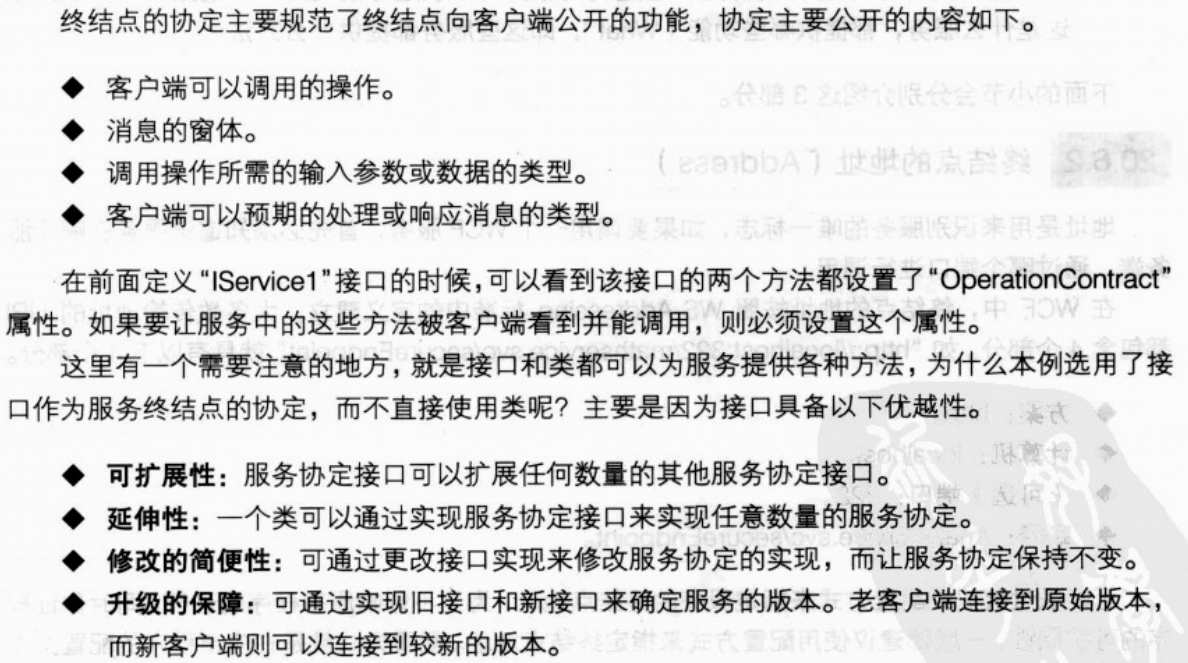 终结点的协定主要规范了终结点向客户端公开的功能，协定主要公开的内容如下。
◆ 客户端可以调用的操作。
◆ 消息的窗体。
◆ 调用操作所需的输入参数或数据的类型。
◆ 客户端可以预期的处理或响应消息的类型。
在前面定义“IService1”接口的时候，可以看到该接口的两个方法都设置了“OperationContract”
属性。如果要让服务中的这些方法被客户端看到并能调用，则必须设置这个属性。
这里有一个需要注意的地方，就是接口和类都可以为服务提供各种方法，为什么本例选用了接
口作为服务终结点的协定，而不直接使用类呢？主要是因为接口具备以下优越性。
◆ 可扩展性：服务协定接口可以扩展任何数量的其他服务协定接口。
◆ 延伸性：一个类可以通过实现服务协定接口来实现任意数量的服务协定。
◆ 修改的简便性：可通过更改接口实现来修改服务协定的实现，而让服务协定保持不变。
◆ 升级的保障：可通过实现旧接口和新接口来确定服务的版本。老客户端连接到原始版本，
而新客户端则可以连接到较新的版本。